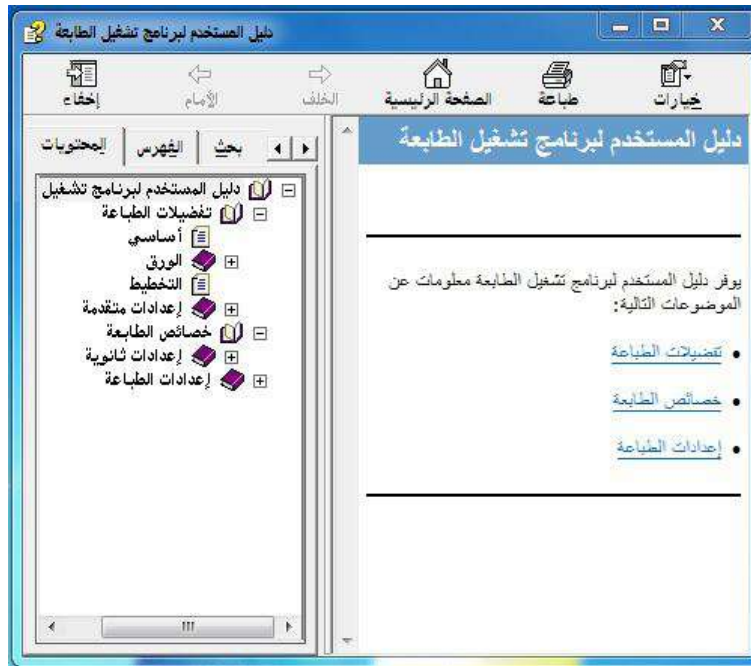 دليل المستخدم لبرنامج تشغيل الطابعة
إخفاء
الأمام
الخلف
الصفحة الرئيسية
طباعة
خيارات
المحتويات
الفهرس
بحث
دليل المستخدم لبرنامج تشغيل
تفضيلات الطباعة
أساسي
الورق
التخطيط
إعدادات متقدمة
خصائص الطابعة
إعدادات ثانوية
إعدادات الطباعة
دليل المستخدم لبرنامج تشغيل الطابعة
يوفر دليل المستخدم لبرنامج تشغيل الطابعة معلومات عن
الموضوعات التالية:
• تفضيلات الطباعة
• خصائص الطابعة
• إعدادات الطباعة